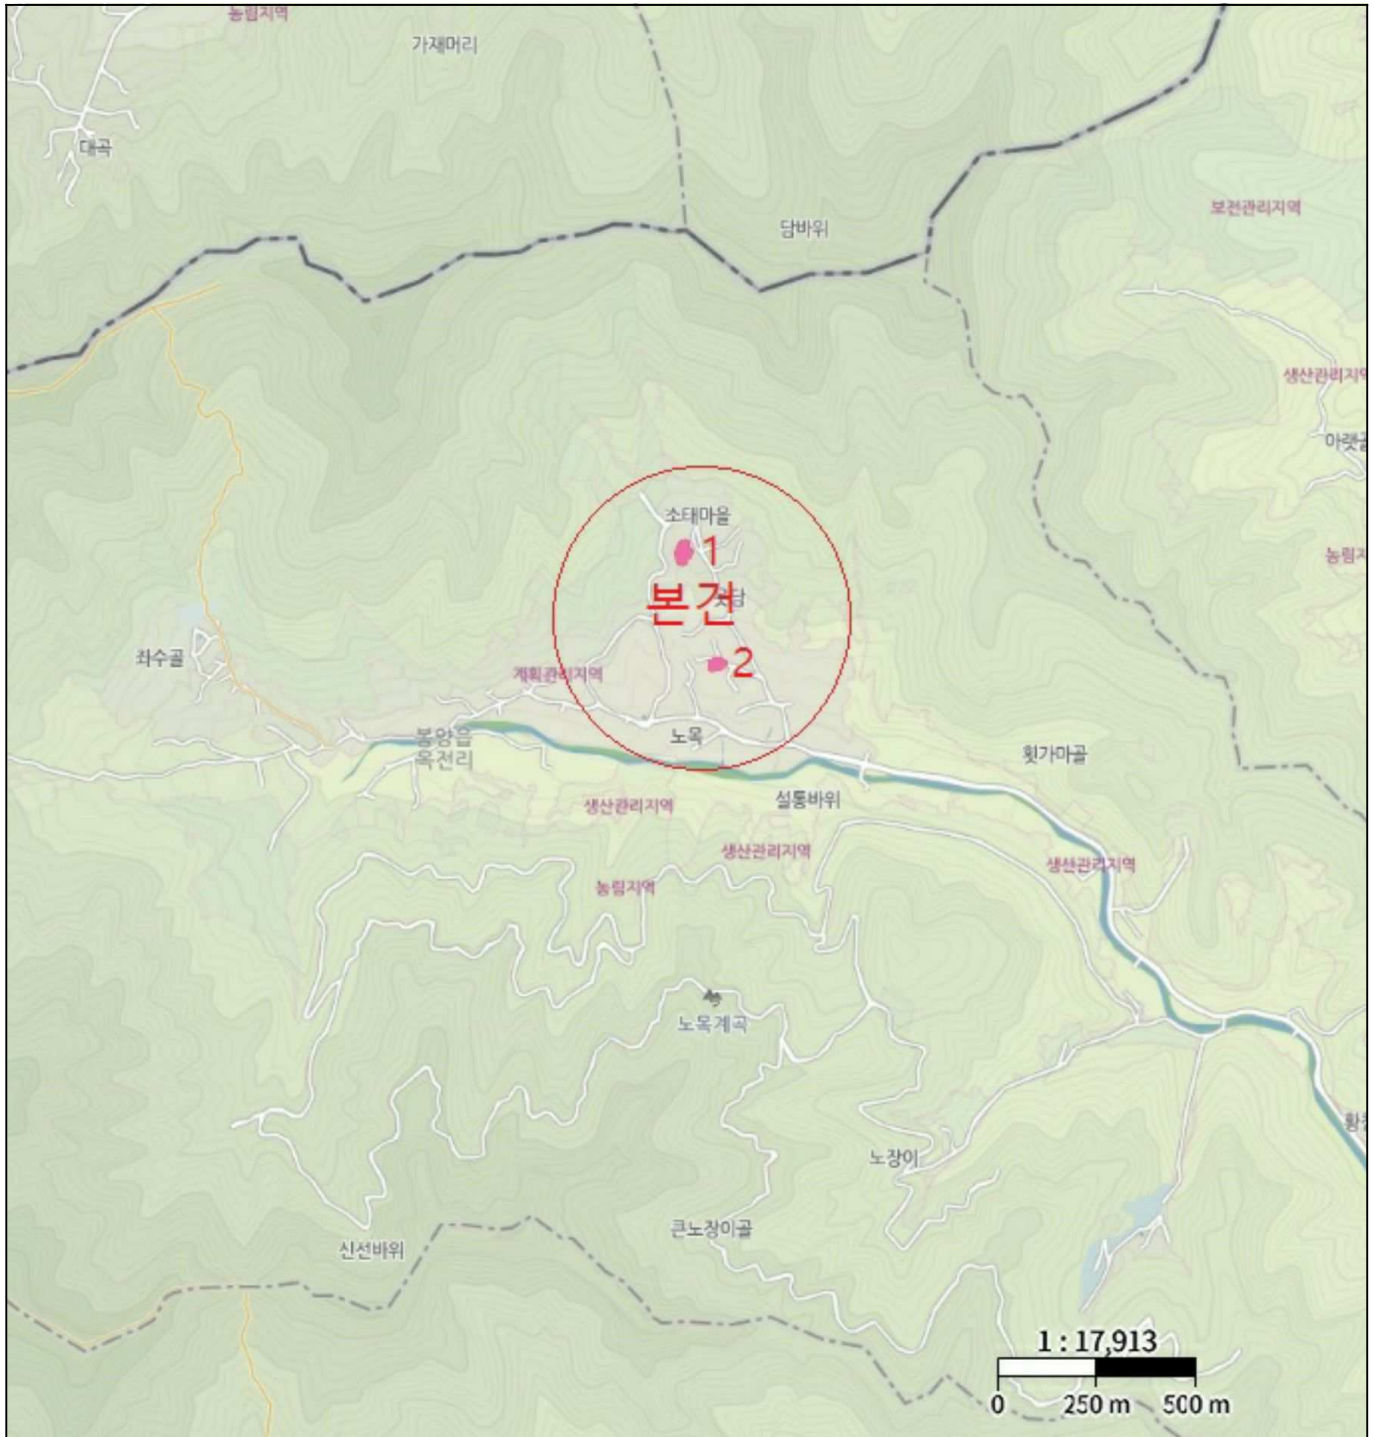 농림지역
가재머리
대곡
보전관리지역
담바위
생산관리지역
아랫골
소태마을
1
농림지
본건
윗담
좌수골
2
계획관리지역
노목
봉양읍
옥전리
횟가마골
설통바위
생산관리지역
생산관리지역
생산관리지역
농림지역
노목계곡
노장이
큰노장이골
신선바위
1 : 17,913
0 250 m 500 m